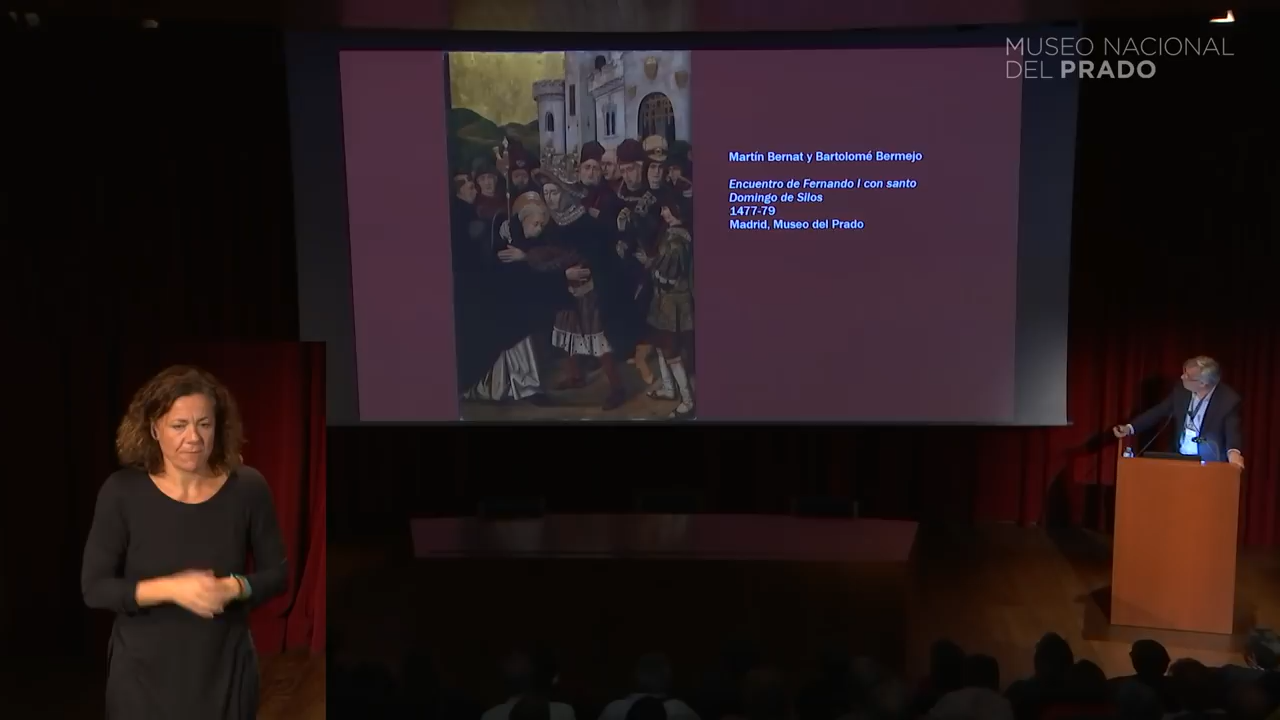 MUSEO NACIONAL
DEL PRADO
Martín Bernat y Bartolomé Bermejo
Encuentro de Fernando I con santo
Domingo de Silos
1477-79
Madrid, Museo del Prado